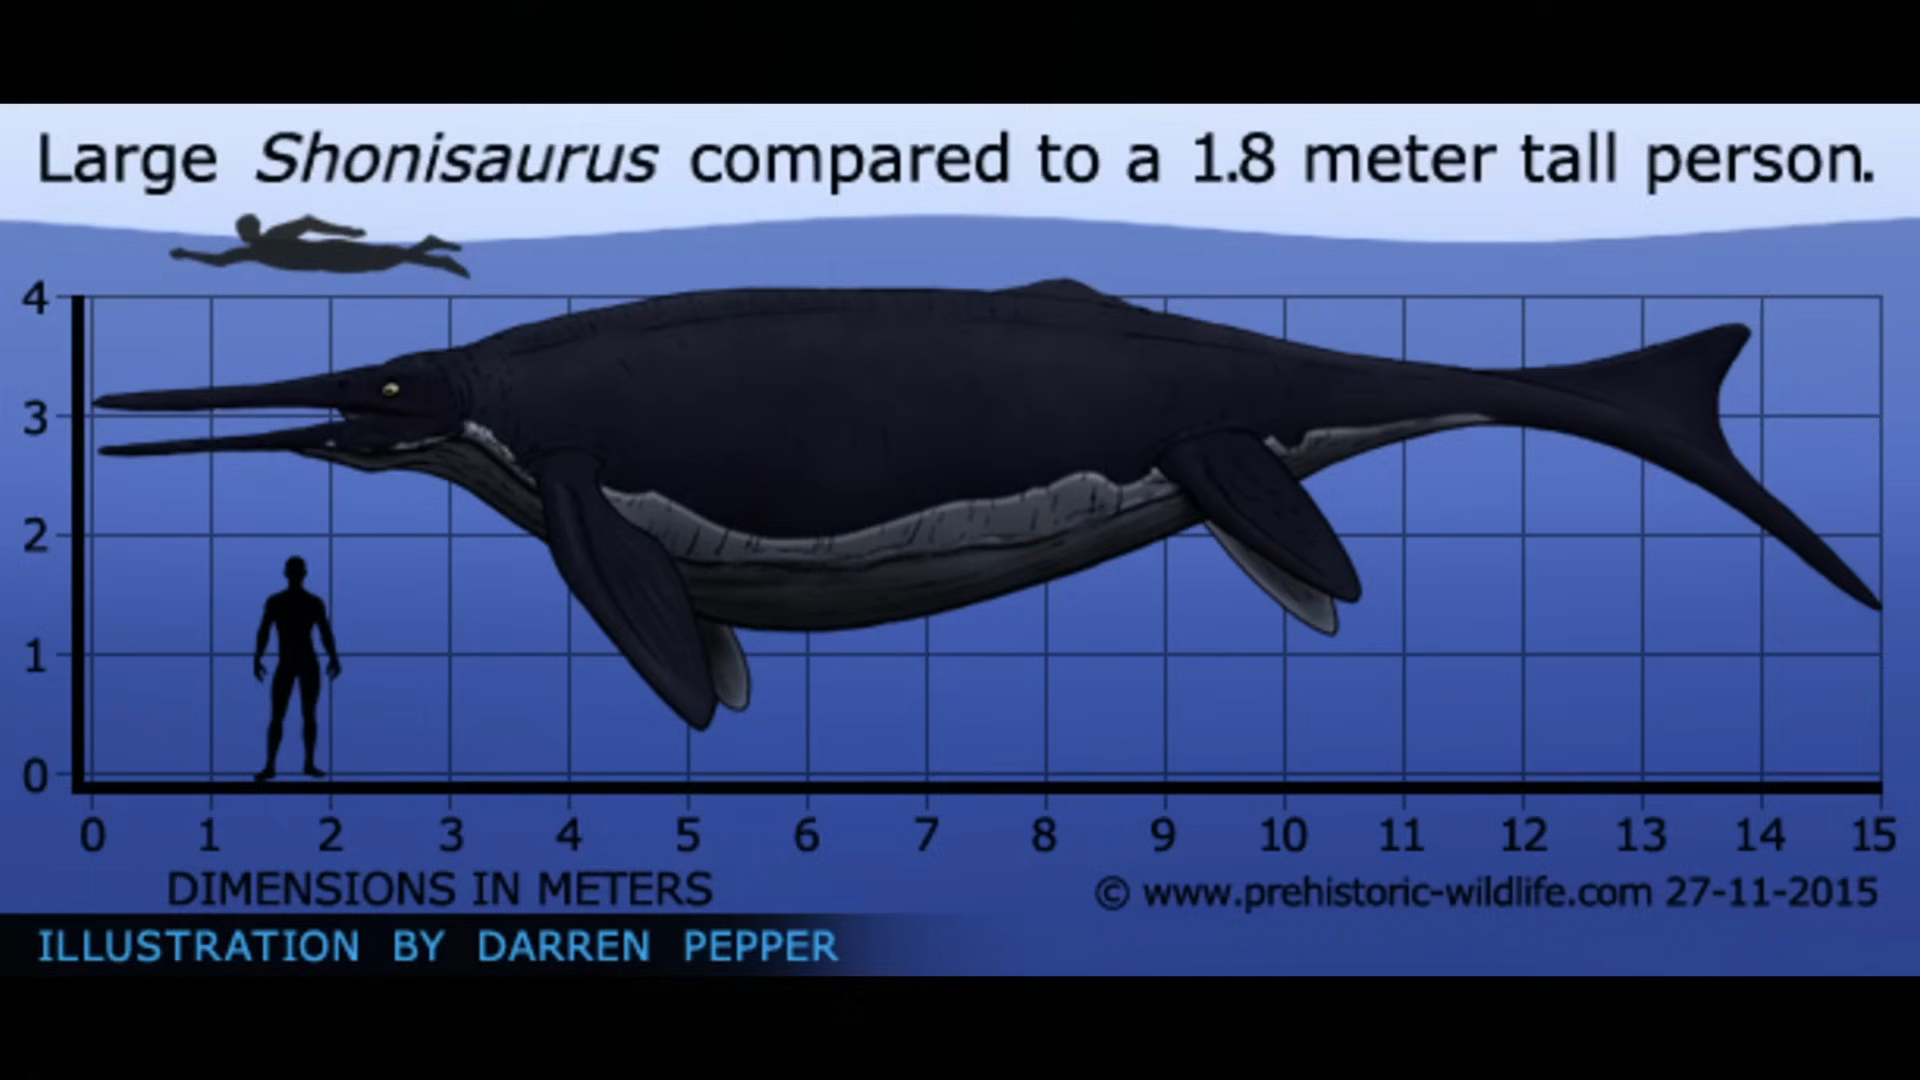 Large Shonisaurus compared to a 1.8 meter tall person.
4
3
2
1
0
0 1 2 3 4 5 6 7 8 9 10 11 12 13 14 15
DIMENSIONS IN METERS
© www.prehistoric-wildlife.com 27-11-2015
ILLUSTRATION BY DARREN PEPPER